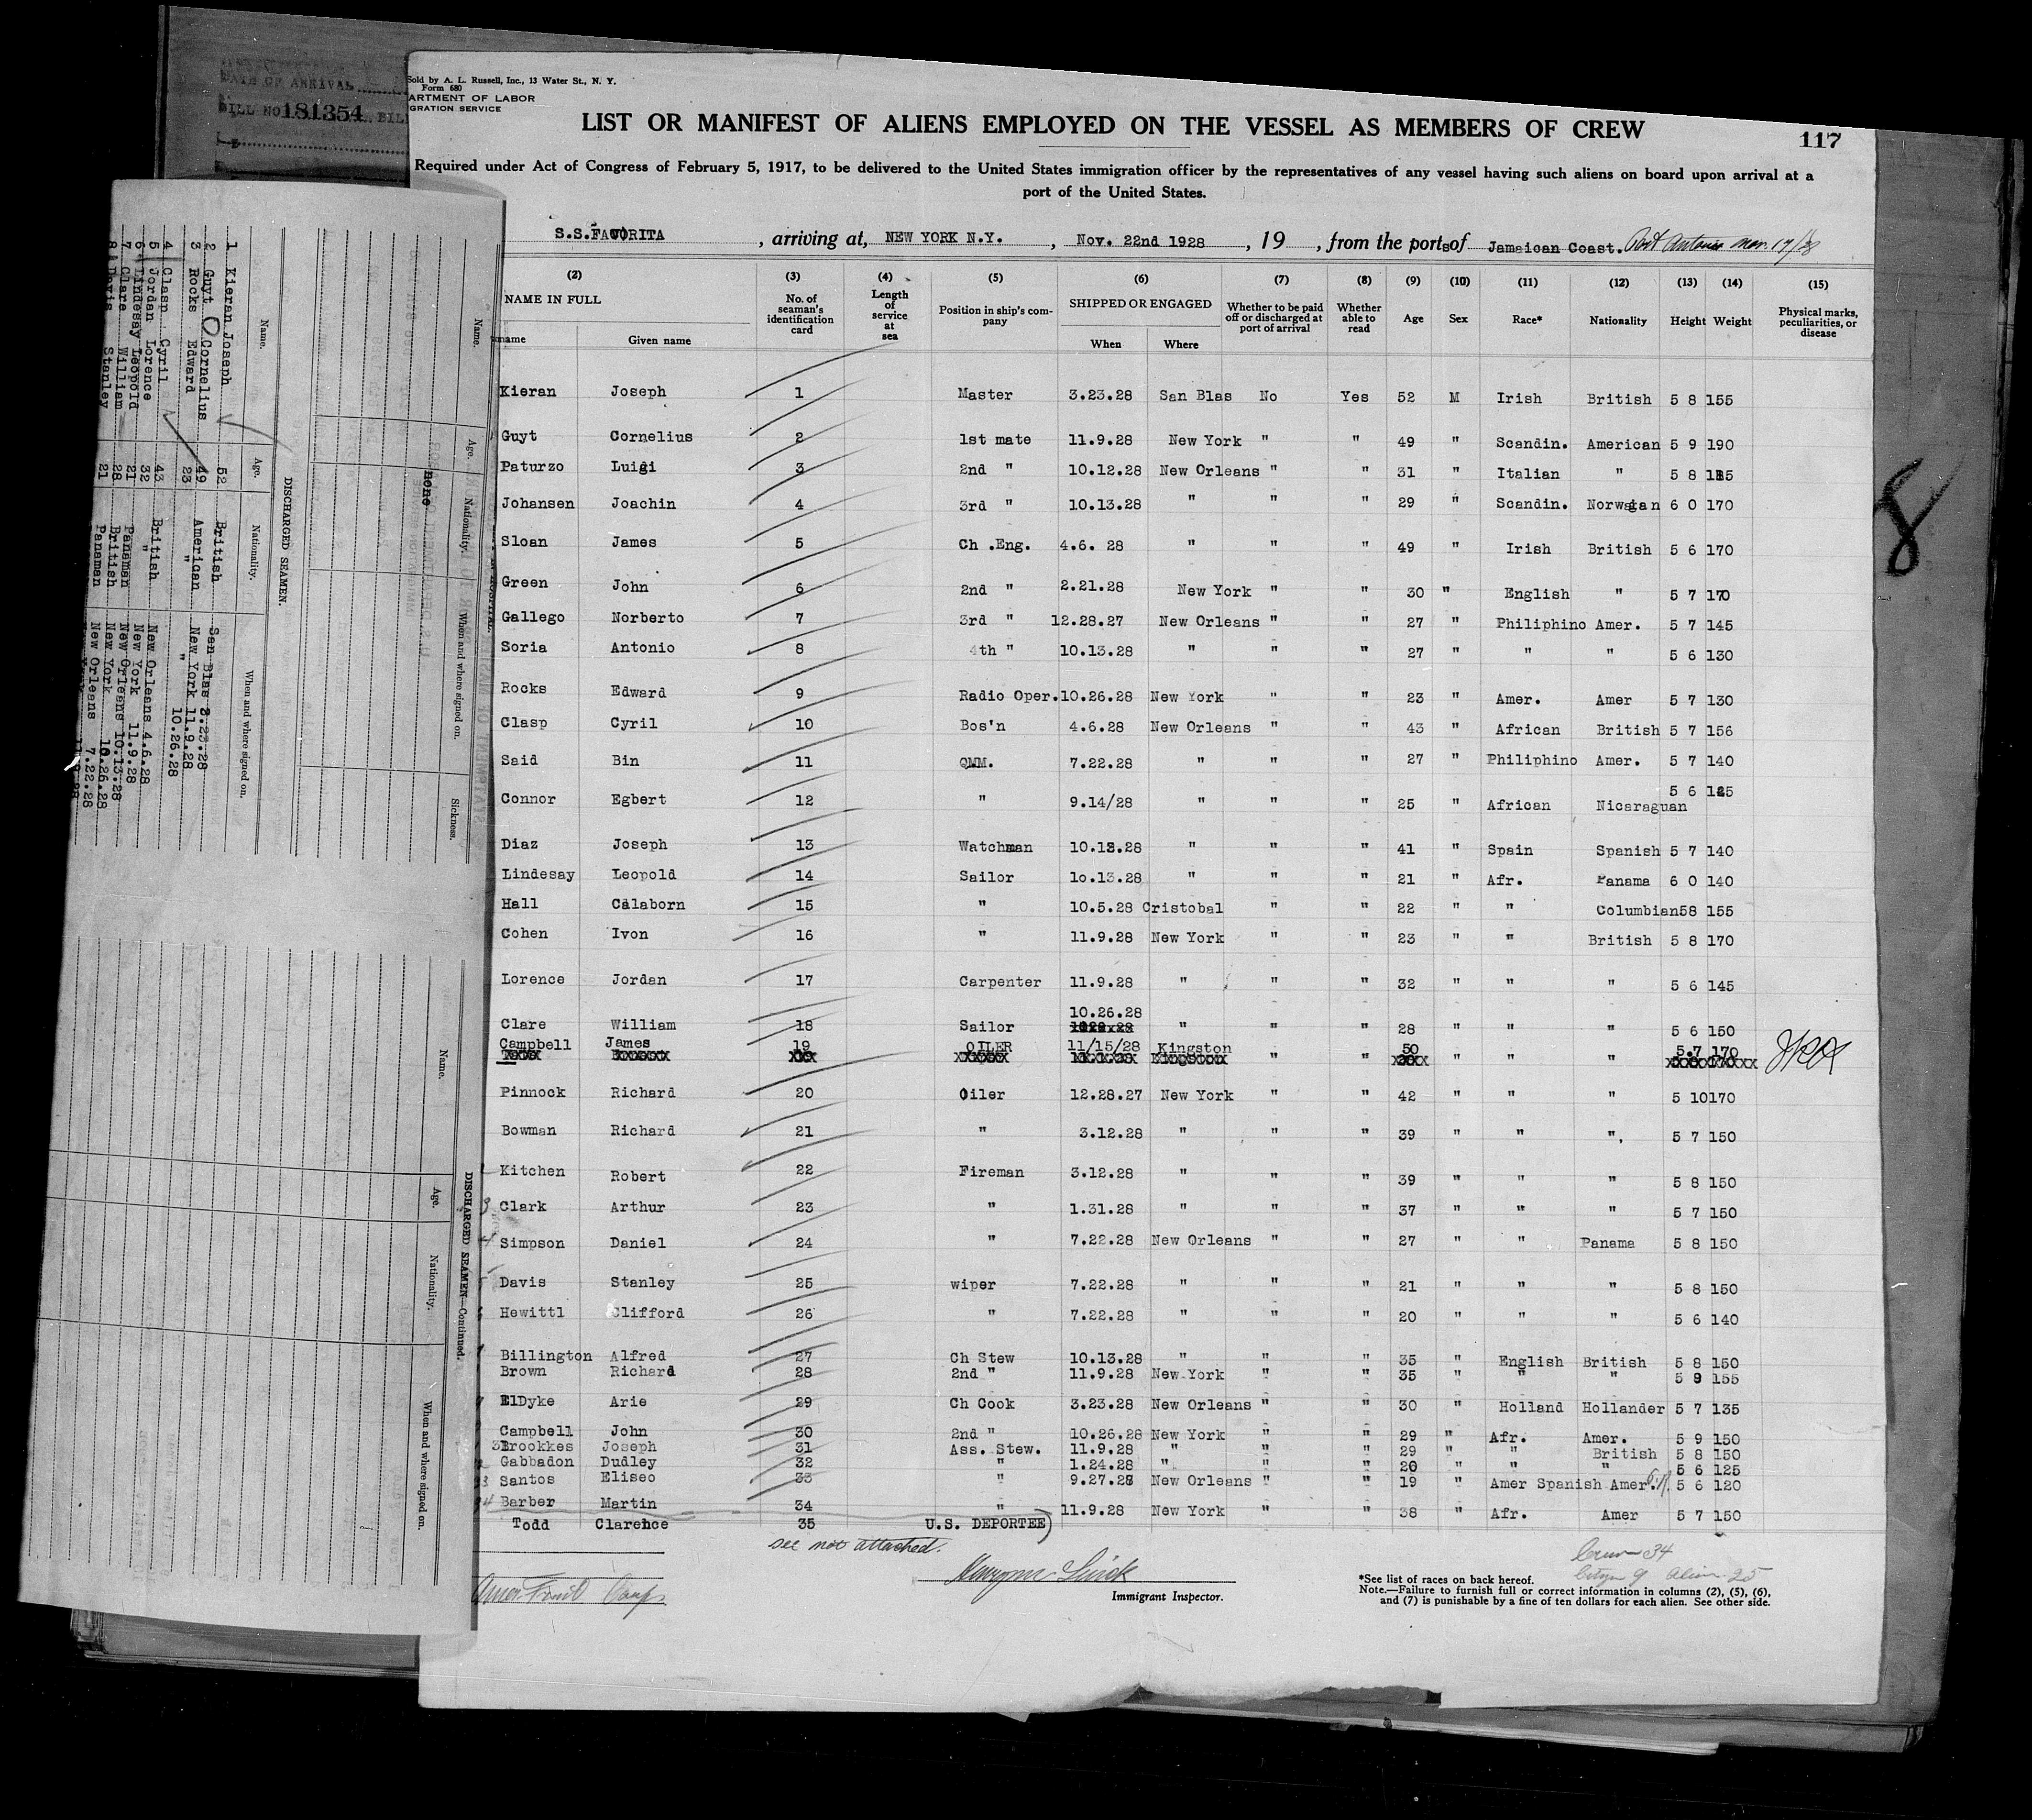 DATE OF ARRIVAL
BILL NO 181354 BIL
Sold by A. L. Russell, Inc., 13 Water St., N. Y.
Form 680
ARTMENT OF LABOR
GRATION SERVICE
LIST OR MANIFEST OF ALIENS EMPLOYED ON THE VESSEL AS MEMBERS OF CREW
117
Required under Act of Congress of February 5, 1917, to be delivered to the United States immigration officer by the representatives of any vessel having such aliens on board upon arrival at a
port of the United States.
S.S.FAVORITA, arriving at, NEW YORK N.Y., Nov. 22nd 1928, 19, from the ports of Jamaican Coast. Port Antonio Nov. 17/28
(2) (3) (4) (5) (6) (7) (8) (9) (10) (11) (12) (13) (14) (15)
NAME IN FULL No. of seaman's identification card Length of service at sea Position in ship's company SHIPPED OR ENGAGED Whether to be paid off or discharged at port of arrival Whether able to read Age Sex Race* Nationality Height Weight Physical marks, peculiarities, or disease
name Given name When Where
Kieran Joseph 1 Master 3.23.28 San Blas No Yes 52 M Irish British 5 8 155
Guyt Cornelius 2 1st mate 11.9.28 New York " " 49 " Scandin. American 5 9 190
Paturzo Luigi 3 2nd " 10.12.28 New Orleans " " 31 " Italian " 5 8
Johansen Joachin 4 3rd " 10.13.28 " " " 29 " Scandin. Norwgian 6 0 170
Sloan James 5 Ch .Eng. 4.6. 28 " " " 49 " Irish British 5 6 170
Green John 6 2nd " 2.21.28 New York " " 30 " English " 5 7 170
Gallego Norberto 7 3rd " 12.28.27 New Orleans " " 27 " Philiphino Amer. 5 7 145
Soria Antonio 8 4th " 10.13.28 " " " 27 " " " 5 6 130
Rocks Edward 9 Radio Oper. 10.26.28 New York " " 23 " Amer. Amer 5 7 130
Clasp Cyril 10 Bos'n 4.6.28 New Orleans " " 43 " African British 5 7 156
Said Bin 11 QMM. 7.22.28 " " " 27 " Philiphino Amer. 5 7 140
Connor Egbert 12 " 9.14/28 " " " 25 " African Nicaraguan 5 6
Diaz Joseph 13 Watchman 10.13.28 " " " 41 " Spain Spanish 5 7 140
Lindesay Leopold 14 Sailor 1o.13.28 " " " 21 " Afr. Panama 6 0 140
Hall Calaborn 15 " 10.5.28 Cristobal " " 22 " " Columbian 58 155
Cohen Ivon 16 " 11.9.28 New York " " 23 " " British 5 8 170
Lorence Jordan 17 Carpenter 11.9.28 " " " 32 " " " 5 6 145
10.26.28
Clare William 18 Sailor " " " 28 " " " 5 6 150
Campbell James 19 OILER 11/15/28 Kingston " " 50 " " " 5.7 170
Pinnock Richard 20 Oiler 12.28.27 New York " " 42 " " " 5 10 170
Bowman Richard 21 " 3.12.28 " " " 39 " " ", 5 7 150
Kitchen Robert 22 Fireman 3.12.28 " " " 39 " " " 5 8 150
3 Clark Arthur 23 " 1.31.28 " " " 37 " " " 5 7 150
4 Simpson Daniel 24 " 7.22.28 New Orleans " " 27 " " Panama 5 8 150
5 Davis Stanley 25 wiper 7.22.28 " " " 21 " " " 5 8 150
Hewittl Clifford 26 " 7.22.28 " " " 20 " " " 5 6 140
Billington Alfred 27 Ch Stew 10.13.28 " " " 35 " English British 5 8 150
Brown Richard 28 2nd " 11.9.28 New York " " 35 " " " 5 9 155
ElDyke Arie 29 Ch Cook 3.23.28 New Orleans " " 30 " Holland Hollander 5 7 135
Campbell John 30 2nd " 10.26.28 New York " " 29 " Afr. Amer. 5 9 150
Brookkes Joseph 31 Ass. Stew. 11.9.28 " " " 29 " " British 5 8 150
Gabbadon Dudley 32 " 1.24.28 " " " 20 " " " 5 6 125
Santos Eliseo 33 " 9.27.28 New Orleans " " 19 " Amer Spanish Amer. 5 6 120
Barber Martin 34 " 11.9.28 New York " " 38 " Afr. Amer 5 7 150
Todd Clarence 35 U.S. DEPORTEE)
see not attached.
Immigrant Inspector.
Amer. Fruit Corp
Crew 34
Citzn 9 Alien 25
*See list of races on back hereof.
Note.—Failure to furnish full or correct information in columns (2), (5), (6),
and (7) is punishable by a fine of ten dollars for each alien. See other side.
8
DISCHARGED SEAMEN.
Name. Age. Nationality. When and where signed on.
1 Kieran Joseph 52 British San Blas 3.23.28
2 Guyt Cornelius 49 American New York 11.9.28
3 Rocks Edward 23 " " 10.26.28
4 Clasp Cyril 43 British New Orleans 4.6.28
5 Jordan Lorence 32 " New York 11.9.28
6 Lindesay Leopold 21 Panaman New Orleans 10.13.28
7 Clare William 28 British New York 10.26.28
8 Davis Stanley 21 Panaman New Orleans 7.22.28
Name. Age. Nationality. When and where signed on. Sickness.
none
DISCHARGED SEAMEN—Continued.
Name. Age. Nationality. When and where signed on.